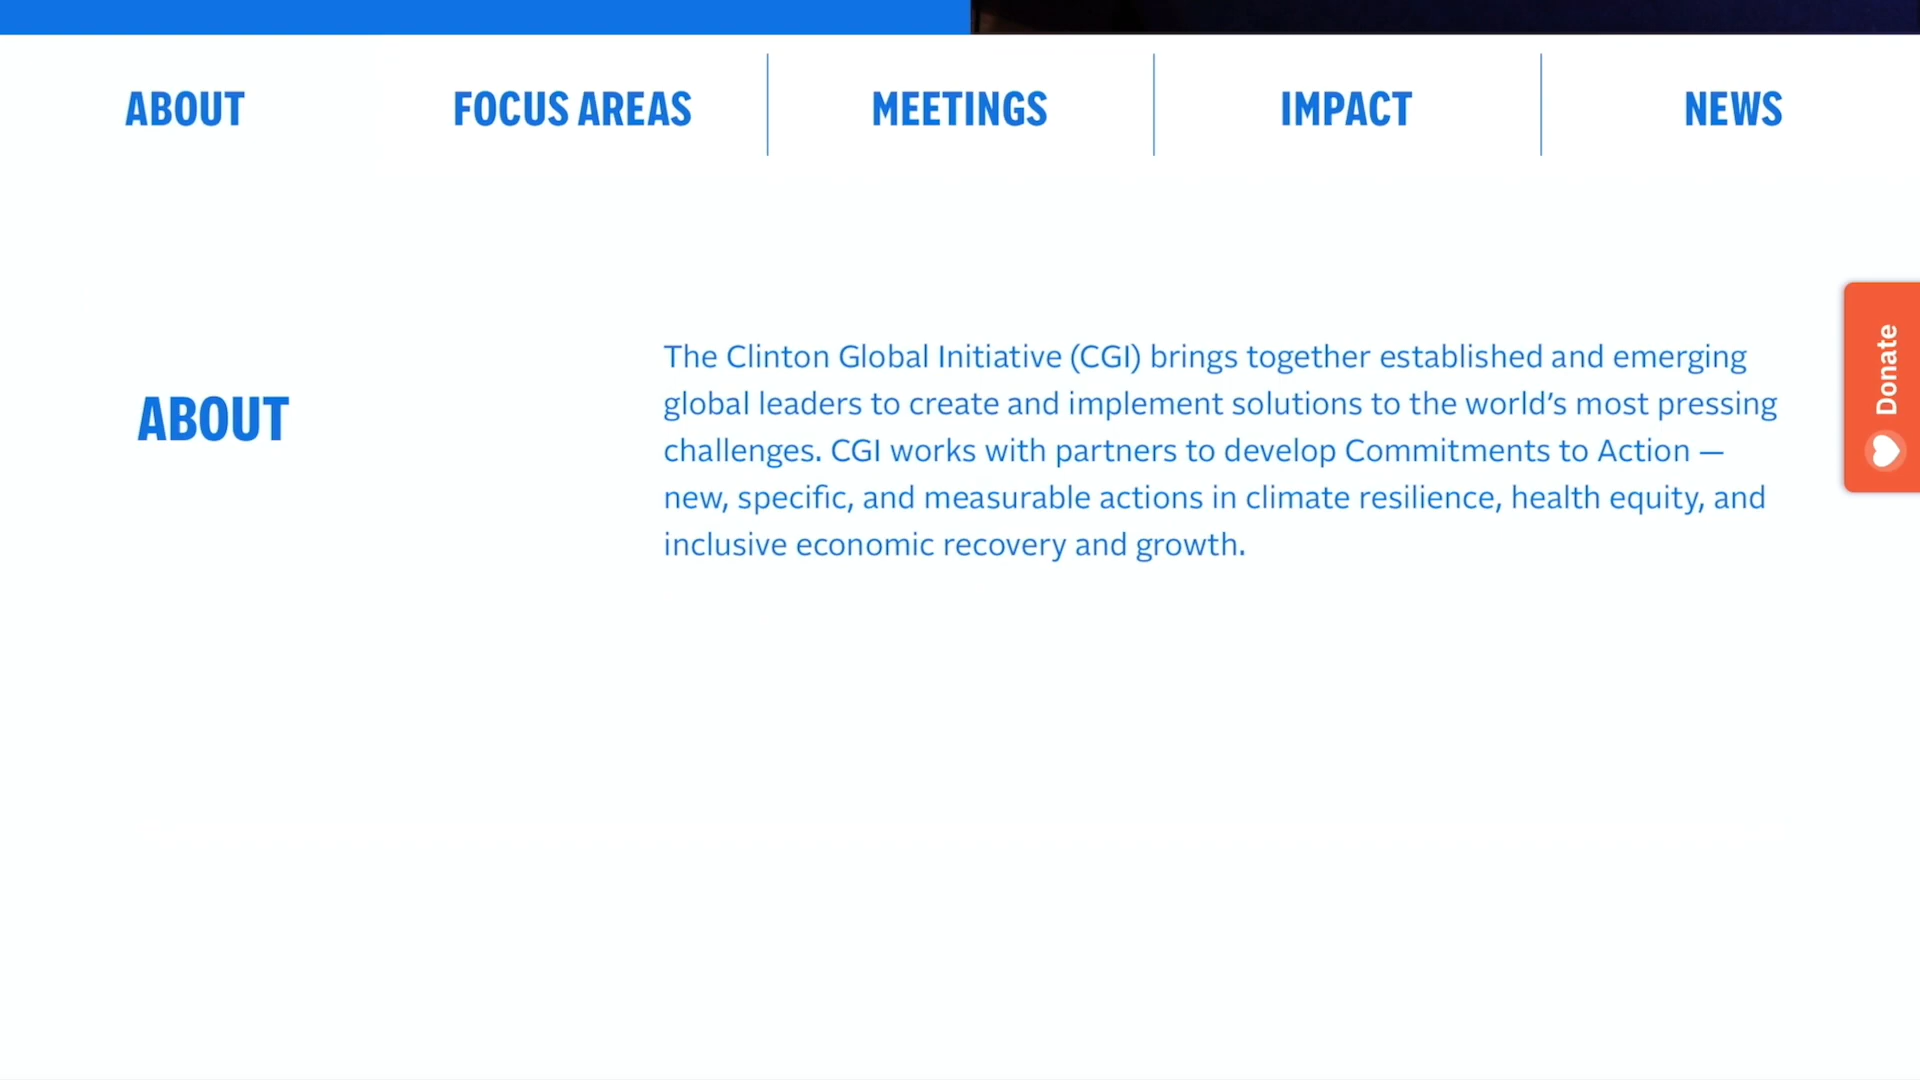 ABOUT
FOCUS AREAS
MEETINGS
IMPACT
NEWS
ABOUT
The Clinton Global Initiative (CGI) brings together established and emerging
global leaders to create and implement solutions to the world’s most pressing
challenges. CGI works with partners to develop Commitments to Action —
new, specific, and measurable actions in climate resilience, health equity, and
inclusive economic recovery and growth.
Donate